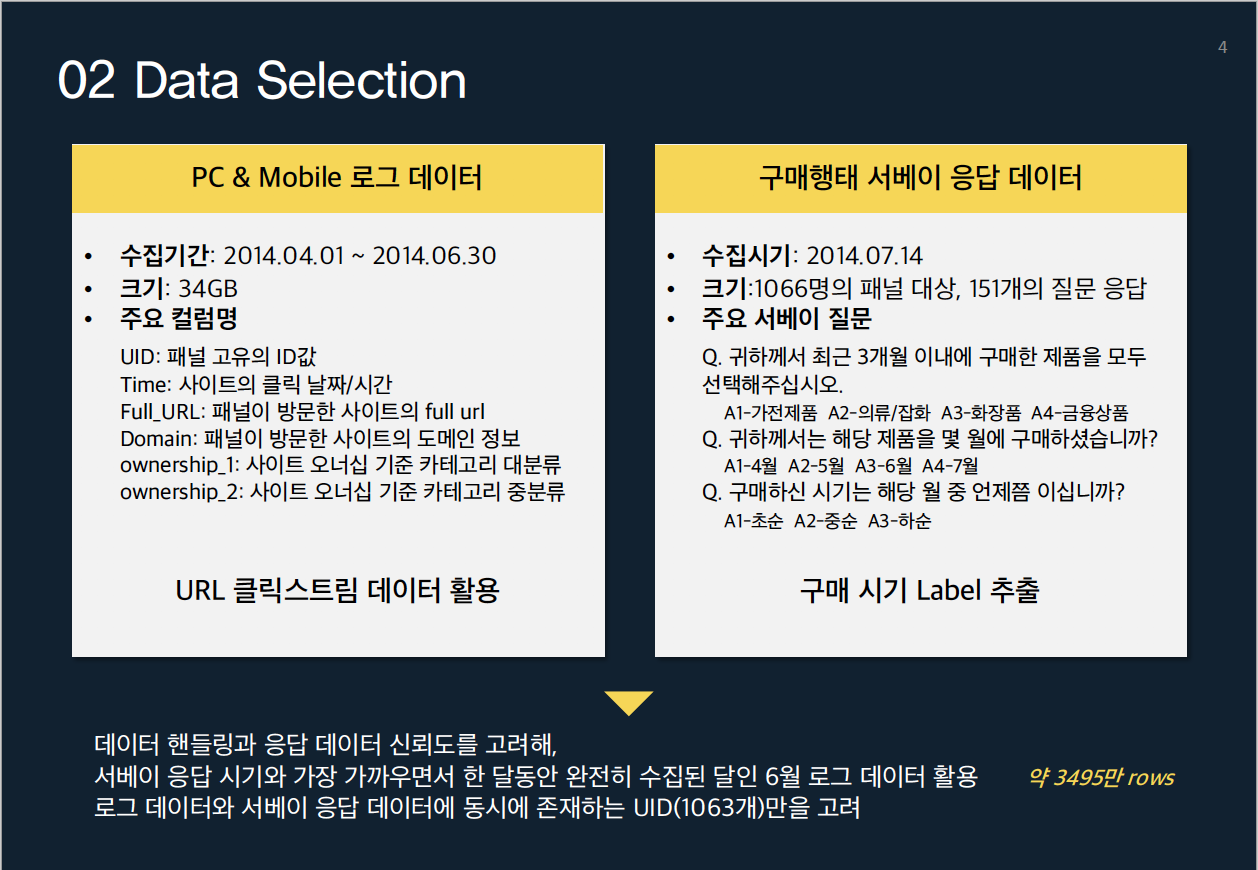 4
02 Data Selection
PC & Mobile 로그 데이터
• 수집기간: 2014.04.01 ~ 2014.06.30
• 크기: 34GB
• 주요 컬럼명
UID: 패널 고유의 ID값
Time: 사이트의 클릭 날짜/시간
Full_URL: 패널이 방문한 사이트의 full url
Domain: 패널이 방문한 사이트의 도메인 정보
ownership_1: 사이트 오너십 기준 카테고리 대분류
ownership_2: 사이트 오너십 기준 카테고리 중분류
URL 클릭스트림 데이터 활용
구매행태 서베이 응답 데이터
• 수집시기: 2014.07.14
• 크기:1066명의 패널 대상, 151개의 질문 응답
• 주요 서베이 질문
Q. 귀하께서 최근 3개월 이내에 구매한 제품을 모두
선택해주십시오.
A1-가전제품 A2-의류/잡화 A3-화장품 A4-금융상품
Q. 귀하께서는 해당 제품을 몇 월에 구매하셨습니까?
A1-4월 A2-5월 A3-6월 A4-7월
Q. 구매하신 시기는 해당 월 중 언제쯤 이십니까?
A1-초순 A2-중순 A3-하순
구매 시기 Label 추출
데이터 핸들링과 응답 데이터 신뢰도를 고려해,
서베이 응답 시기와 가장 가까우면서 한 달동안 완전히 수집된 달인 6월 로그 데이터 활용 약 3495만 rows
로그 데이터와 서베이 응답 데이터에 동시에 존재하는 UID(1063개)만을 고려